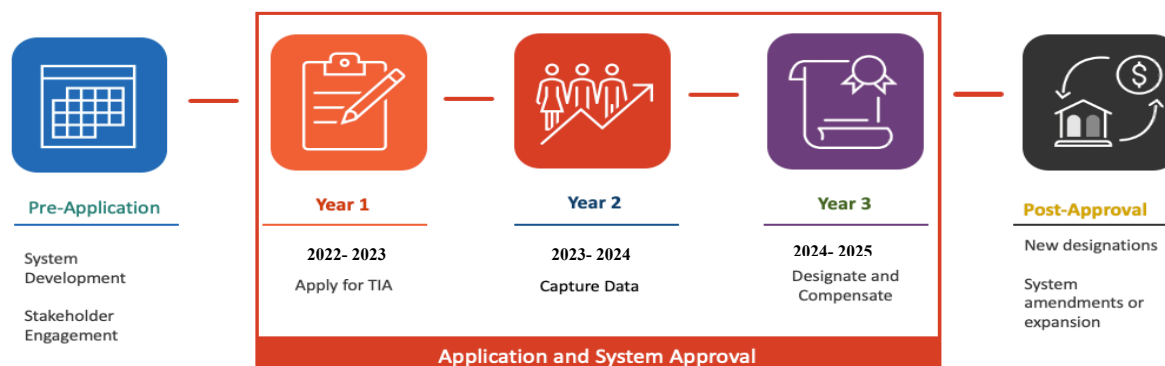 $
Pre-Application
System
Development
Stakeholder
Engagement
Year 1
2022- 2023
Apply for TIA
Year 2
2023- 2024
Capture Data
Year 3
2024- 2025
Designate and
Compensate
Post-Approval
New designations
System
amendments or
expansion
Application and System Approval